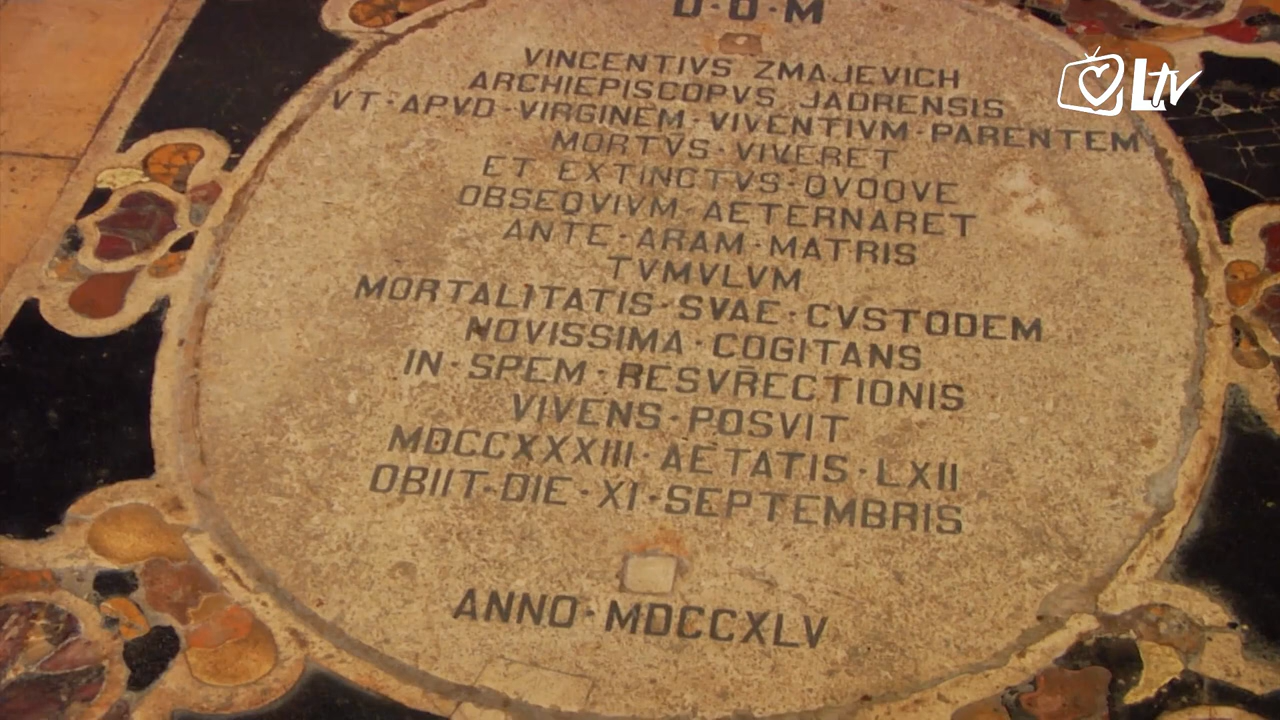 D·O·M
VINCENTIVS ZMAJEVICH
ARCHIEPISCOPVS JADRENSIS
VT·APVD·VIRGINEM·VIVENTIVM·PARENTEM
MORTVS·VIVERET
ET EXTINCTVS·QVOQVE
OBSEQVIVM·AETERNARET
ANTE·ARAM·MATRIS
TVMVLVM
MORTALITATIS·SVAE·CVSTODEM
NOVISSIMA·COGITANS
IN·SPEM·RESVRECTIONIS
VIVENS·POSVIT
MDCCXXXIII·AETATIS·LXII
OBIIT·DIE·XI·SEPTEMBRIS
ANNO·MDCCXLV
LTV